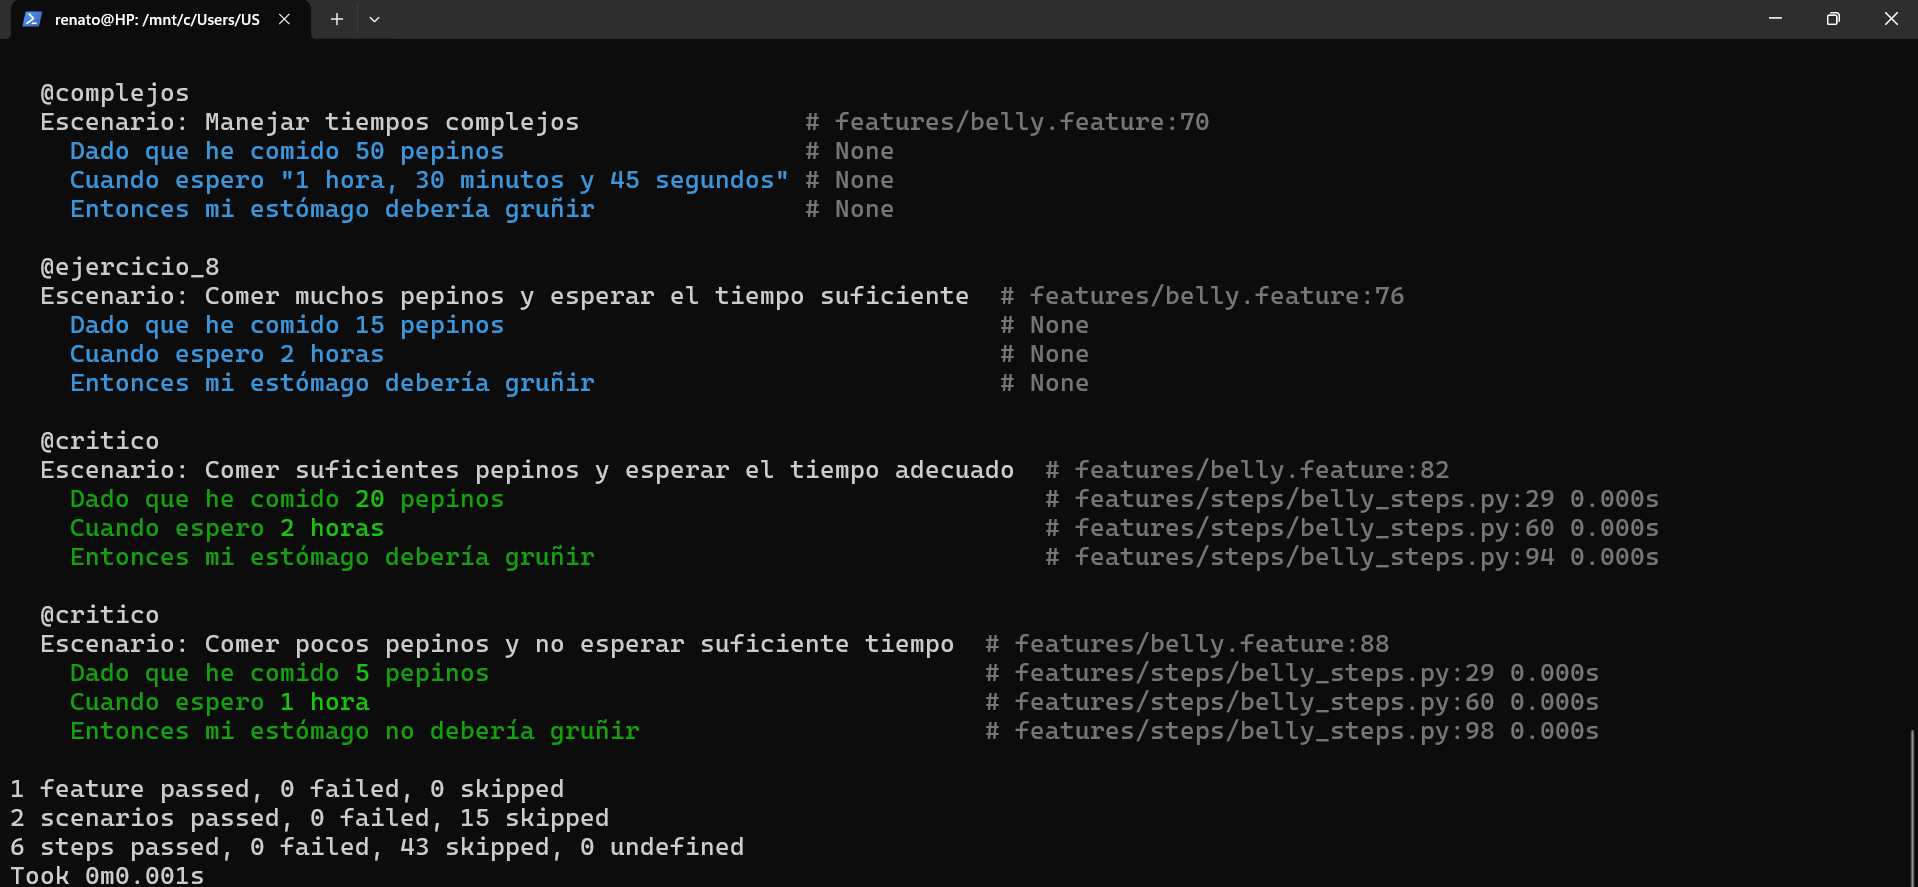 renato@HP: /mnt/c/Users/US
@complejos
Escenario: Manejar tiempos complejos # features/belly.feature:70
Dado que he comido 50 pepinos # None
Cuando espero "1 hora, 30 minutos y 45 segundos" # None
Entonces mi estómago debería gruñir # None
@ejercicio_8
Escenario: Comer muchos pepinos y esperar el tiempo suficiente # features/belly.feature:76
Dado que he comido 15 pepinos # None
Cuando espero 2 horas # None
Entonces mi estómago debería gruñir # None
@critico
Escenario: Comer suficientes pepinos y esperar el tiempo adecuado # features/belly.feature:82
Dado que he comido 20 pepinos # features/steps/belly_steps.py:29 0.000s
Cuando espero 2 horas # features/steps/belly_steps.py:60 0.000s
Entonces mi estómago debería gruñir # features/steps/belly_steps.py:94 0.000s
@critico
Escenario: Comer pocos pepinos y no esperar suficiente tiempo # features/belly.feature:88
Dado que he comido 5 pepinos # features/steps/belly_steps.py:29 0.000s
Cuando espero 1 hora # features/steps/belly_steps.py:60 0.000s
Entonces mi estómago no debería gruñir # features/steps/belly_steps.py:98 0.000s
1 feature passed, 0 failed, 0 skipped
2 scenarios passed, 0 failed, 15 skipped
6 steps passed, 0 failed, 43 skipped, 0 undefined
Took 0m0.001s